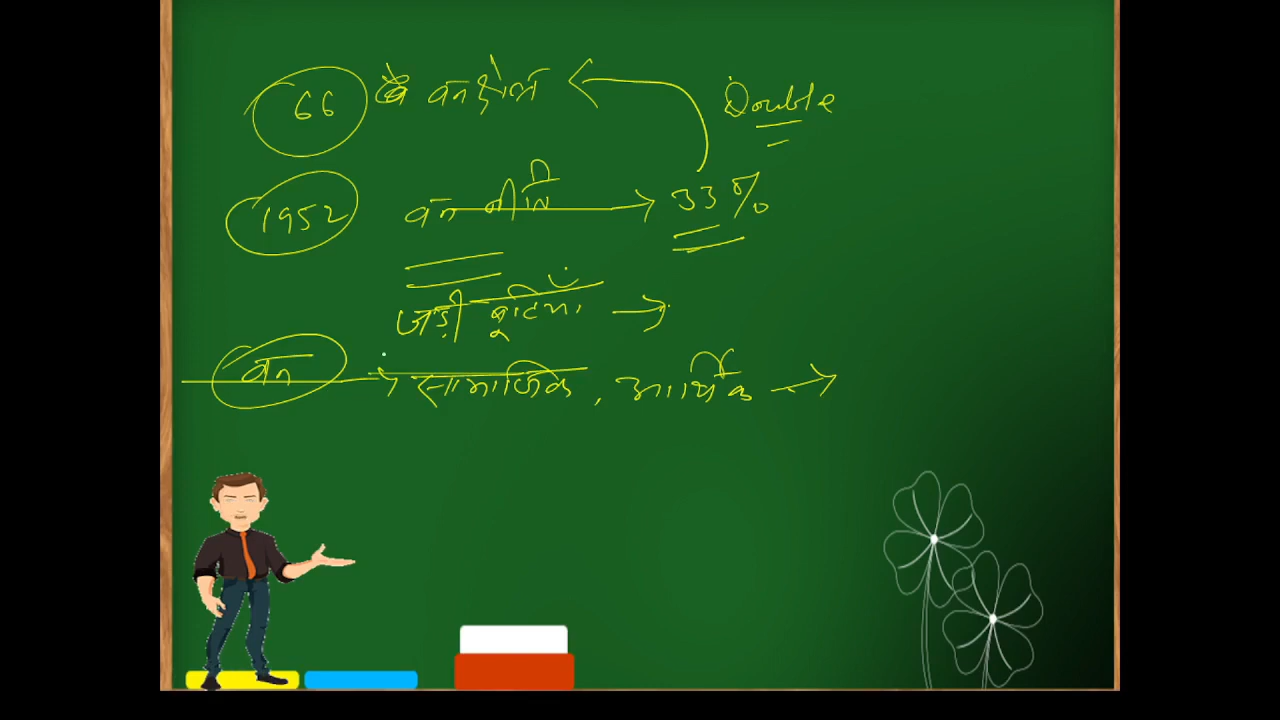 66 वनक्षेत्र Double
1952 वन नीति → 33%
जड़ी बूटियाँ →
वन → सामाजिक, आर्थिक →